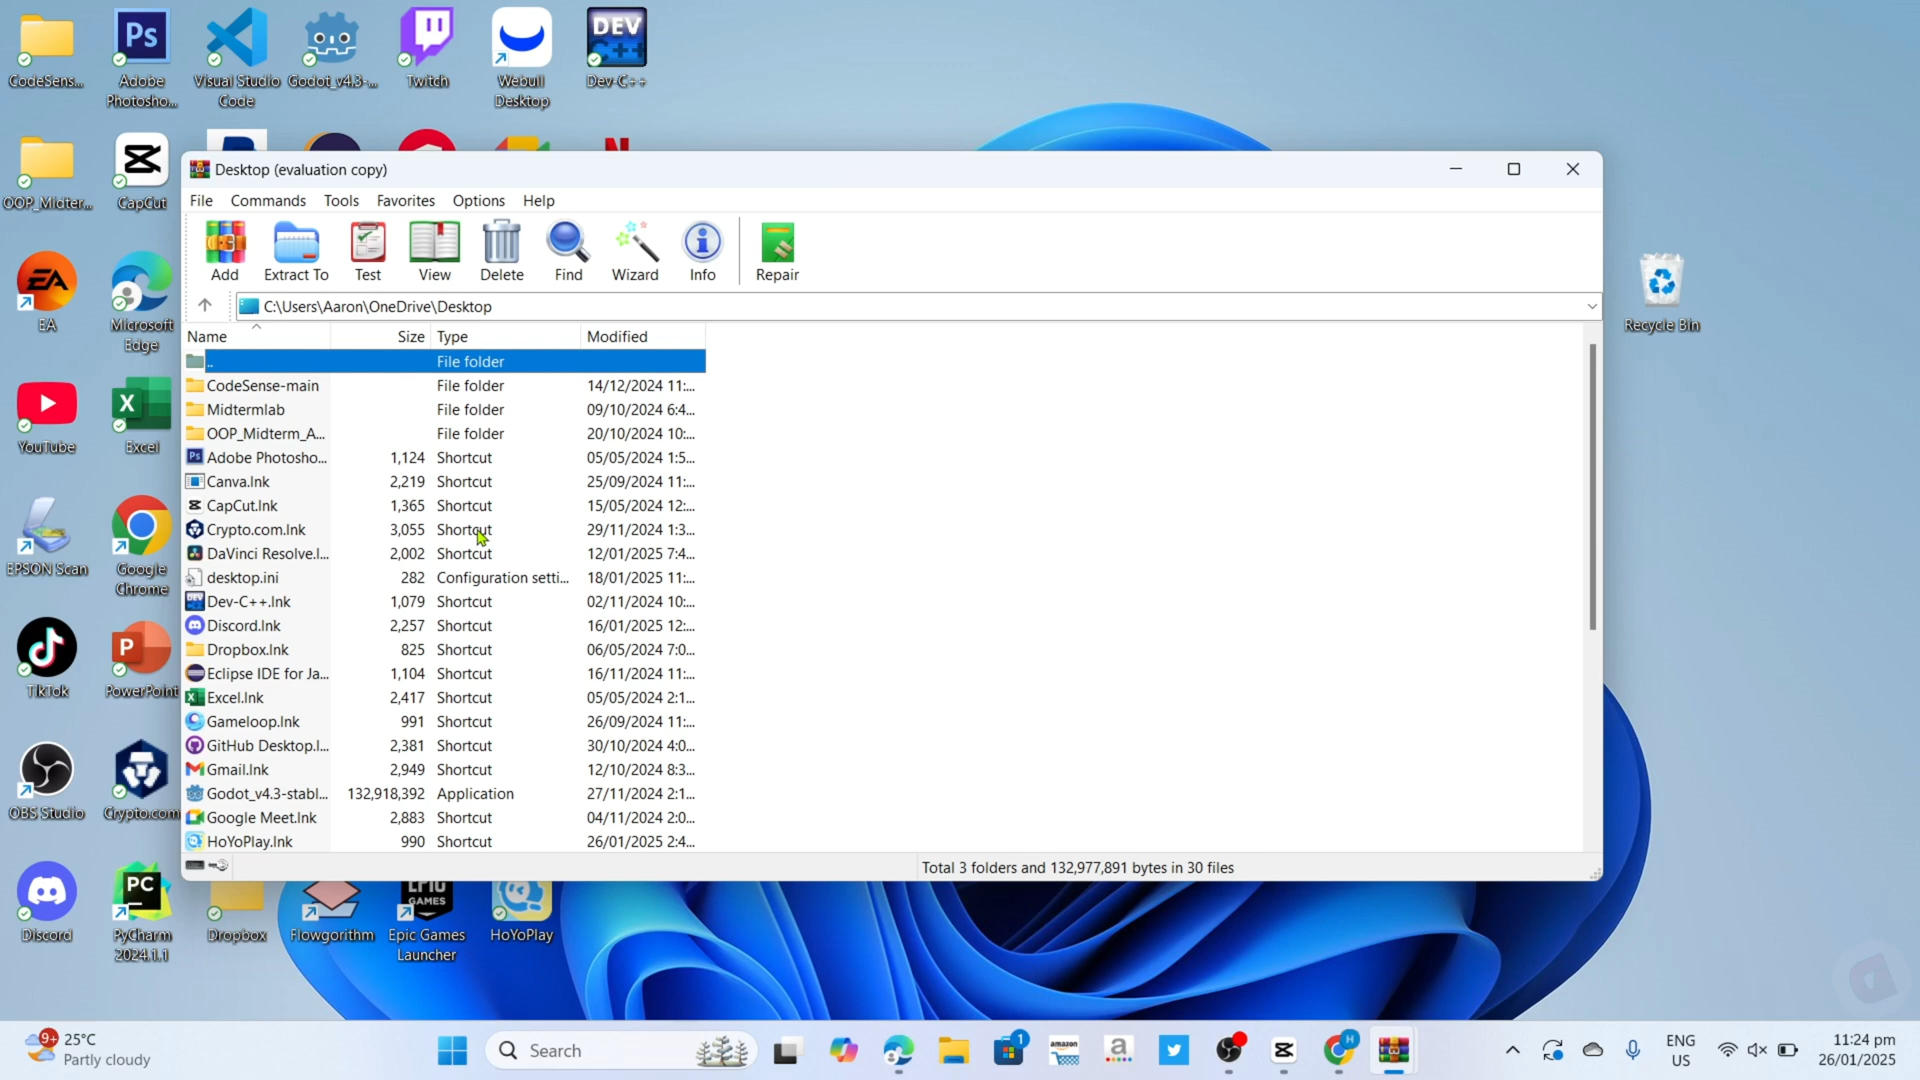 Ps
DEV
C++
CodeSens...
Adobe
Photosho...
Visual Studio
Code
Godot_v4.3-...
Twitch
Webull
Desktop
Dev-C++
OOP_Midter...
CapCut
EA
EA
Microsoft
Edge
YouTube
X
Excel
EPSON Scan
Google
Chrome
TikTok
P
PowerPoint
OBS Studio
Crypto.com
Discord
PC
PyCharm
2024.1.1
Dropbox
Flowgorithm
GAMES
Epic Games
Launcher
HoYoPlay
Recycle Bin
Desktop (evaluation copy)
File Commands Tools Favorites Options Help
Add Extract To Test View Delete Find Wizard Info Repair
C:\Users\Aaron\OneDrive\Desktop
Name Size Type Modified
.. File folder
CodeSense-main File folder 14/12/2024 11:...
Midtermlab File folder 09/10/2024 6:4...
OOP_Midterm_A... File folder 20/10/2024 10:...
Adobe Photosho... 1,124 Shortcut 05/05/2024 1:5...
Canva.lnk 2,219 Shortcut 25/09/2024 11:...
CapCut.lnk 1,365 Shortcut 15/05/2024 12:...
Crypto.com.lnk 3,055 Shortcut 29/11/2024 1:3...
DaVinci Resolve.l... 2,002 Shortcut 12/01/2025 7:4...
desktop.ini 282 Configuration setti... 18/01/2025 11:...
Dev-C++.lnk 1,079 Shortcut 02/11/2024 10:...
Discord.lnk 2,257 Shortcut 16/01/2025 12:...
Dropbox.lnk 825 Shortcut 06/05/2024 7:0...
Eclipse IDE for Ja... 1,104 Shortcut 16/11/2024 11:...
Excel.lnk 2,417 Shortcut 05/05/2024 2:1...
Gameloop.lnk 991 Shortcut 26/09/2024 11:...
GitHub Desktop.l... 2,381 Shortcut 30/10/2024 4:0...
Gmail.lnk 2,949 Shortcut 12/10/2024 8:3...
Godot_v4.3-stabl... 132,918,392 Application 27/11/2024 2:1...
Google Meet.lnk 2,883 Shortcut 04/11/2024 2:0...
HoYoPlay.lnk 990 Shortcut 26/01/2025 2:4...
Total 3 folders and 132,977,891 bytes in 30 files
9+
25°C
Partly cloudy
Search
1
amazon
a
H
ENG
US
11:24 pm
26/01/2025